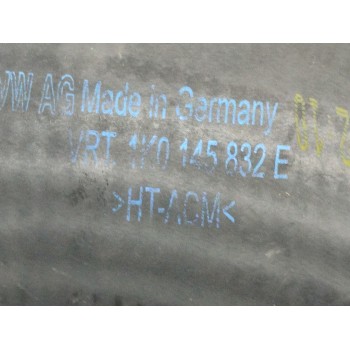 VW AG Made in Germany
VRT 1K0 145 832 E
>HT-ACM<